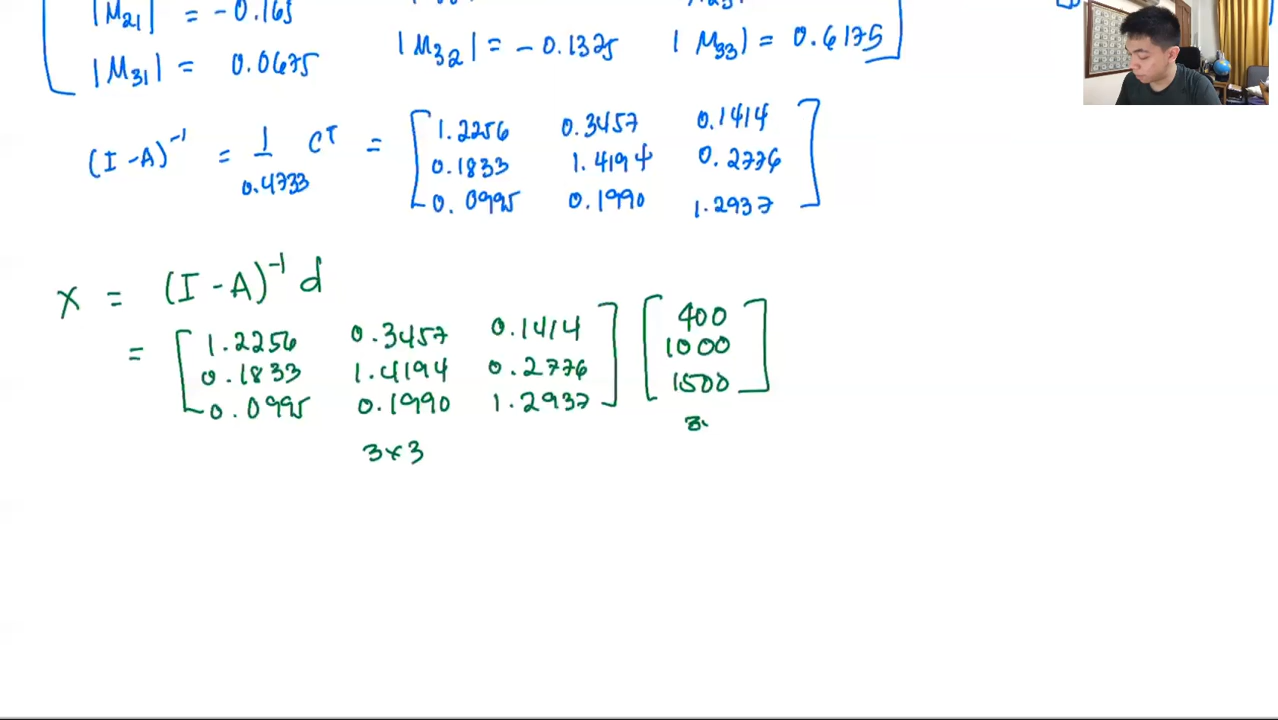 |M21| = -0.165
|M31| = 0.0675 |M32| = -0.1325 |M33| = 0.6175
(I - A)⁻¹ = 1/0.4733 Cᵀ = [1.2256 0.3457 0.1414
0.1833 1.4194 0.2776
0.0995 0.1990 1.2937]
x = (I - A)⁻¹ d
= [1.2256 0.3457 0.1414 [400
0.1833 1.4194 0.2776 1000
0.0995 0.1990 1.2937] 1500]
3×3 3